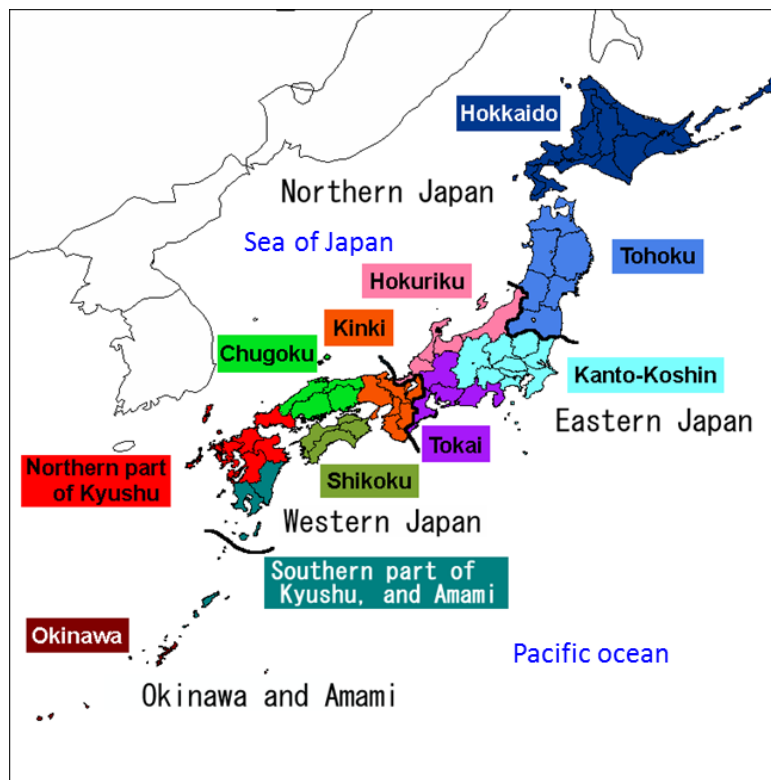 Hokkaido
Northern Japan
Sea of Japan
Tohoku
Hokuriku
Kinki
Chugoku
Kanto-Koshin
Eastern Japan
Tokai
Northern part
of Kyushu
Shikoku
Western Japan
Southern part of
Kyushu, and Amami
Okinawa
Pacific ocean
Okinawa and Amami